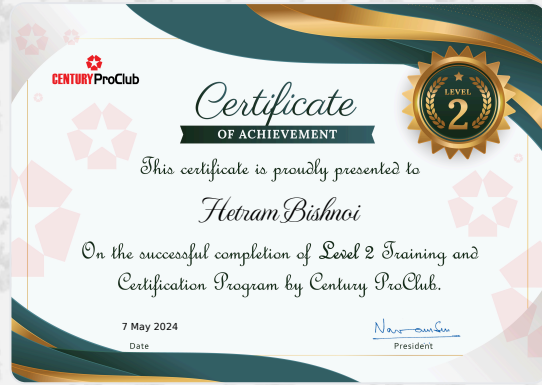 CENTURY ProClub
Certificate
OF ACHIEVEMENT
LEVEL
2
This certificate is proudly presented to
Hetram Bishnoi
On the successful completion of Level 2 Training and
Certification Program by Century ProClub.
7 May 2024
Date
President